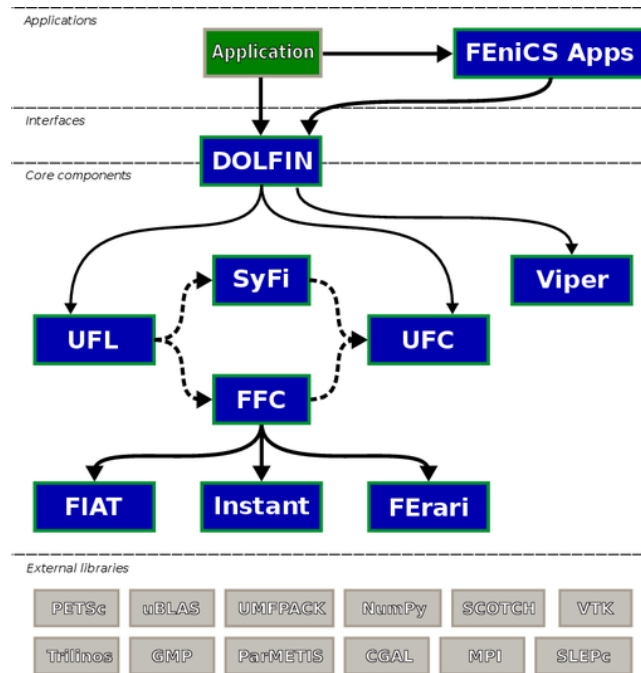 Applications
Application
FEniCS Apps
Interfaces
DOLFIN
Core components
SyFi
Viper
UFL
UFC
FFC
FIAT
Instant
FErari
External libraries
PETSc
uBLAS
UMFPACK
NumPy
SCOTCH
VTK
Trilinos
GMP
ParMETIS
CGAL
MPI
SLEPc